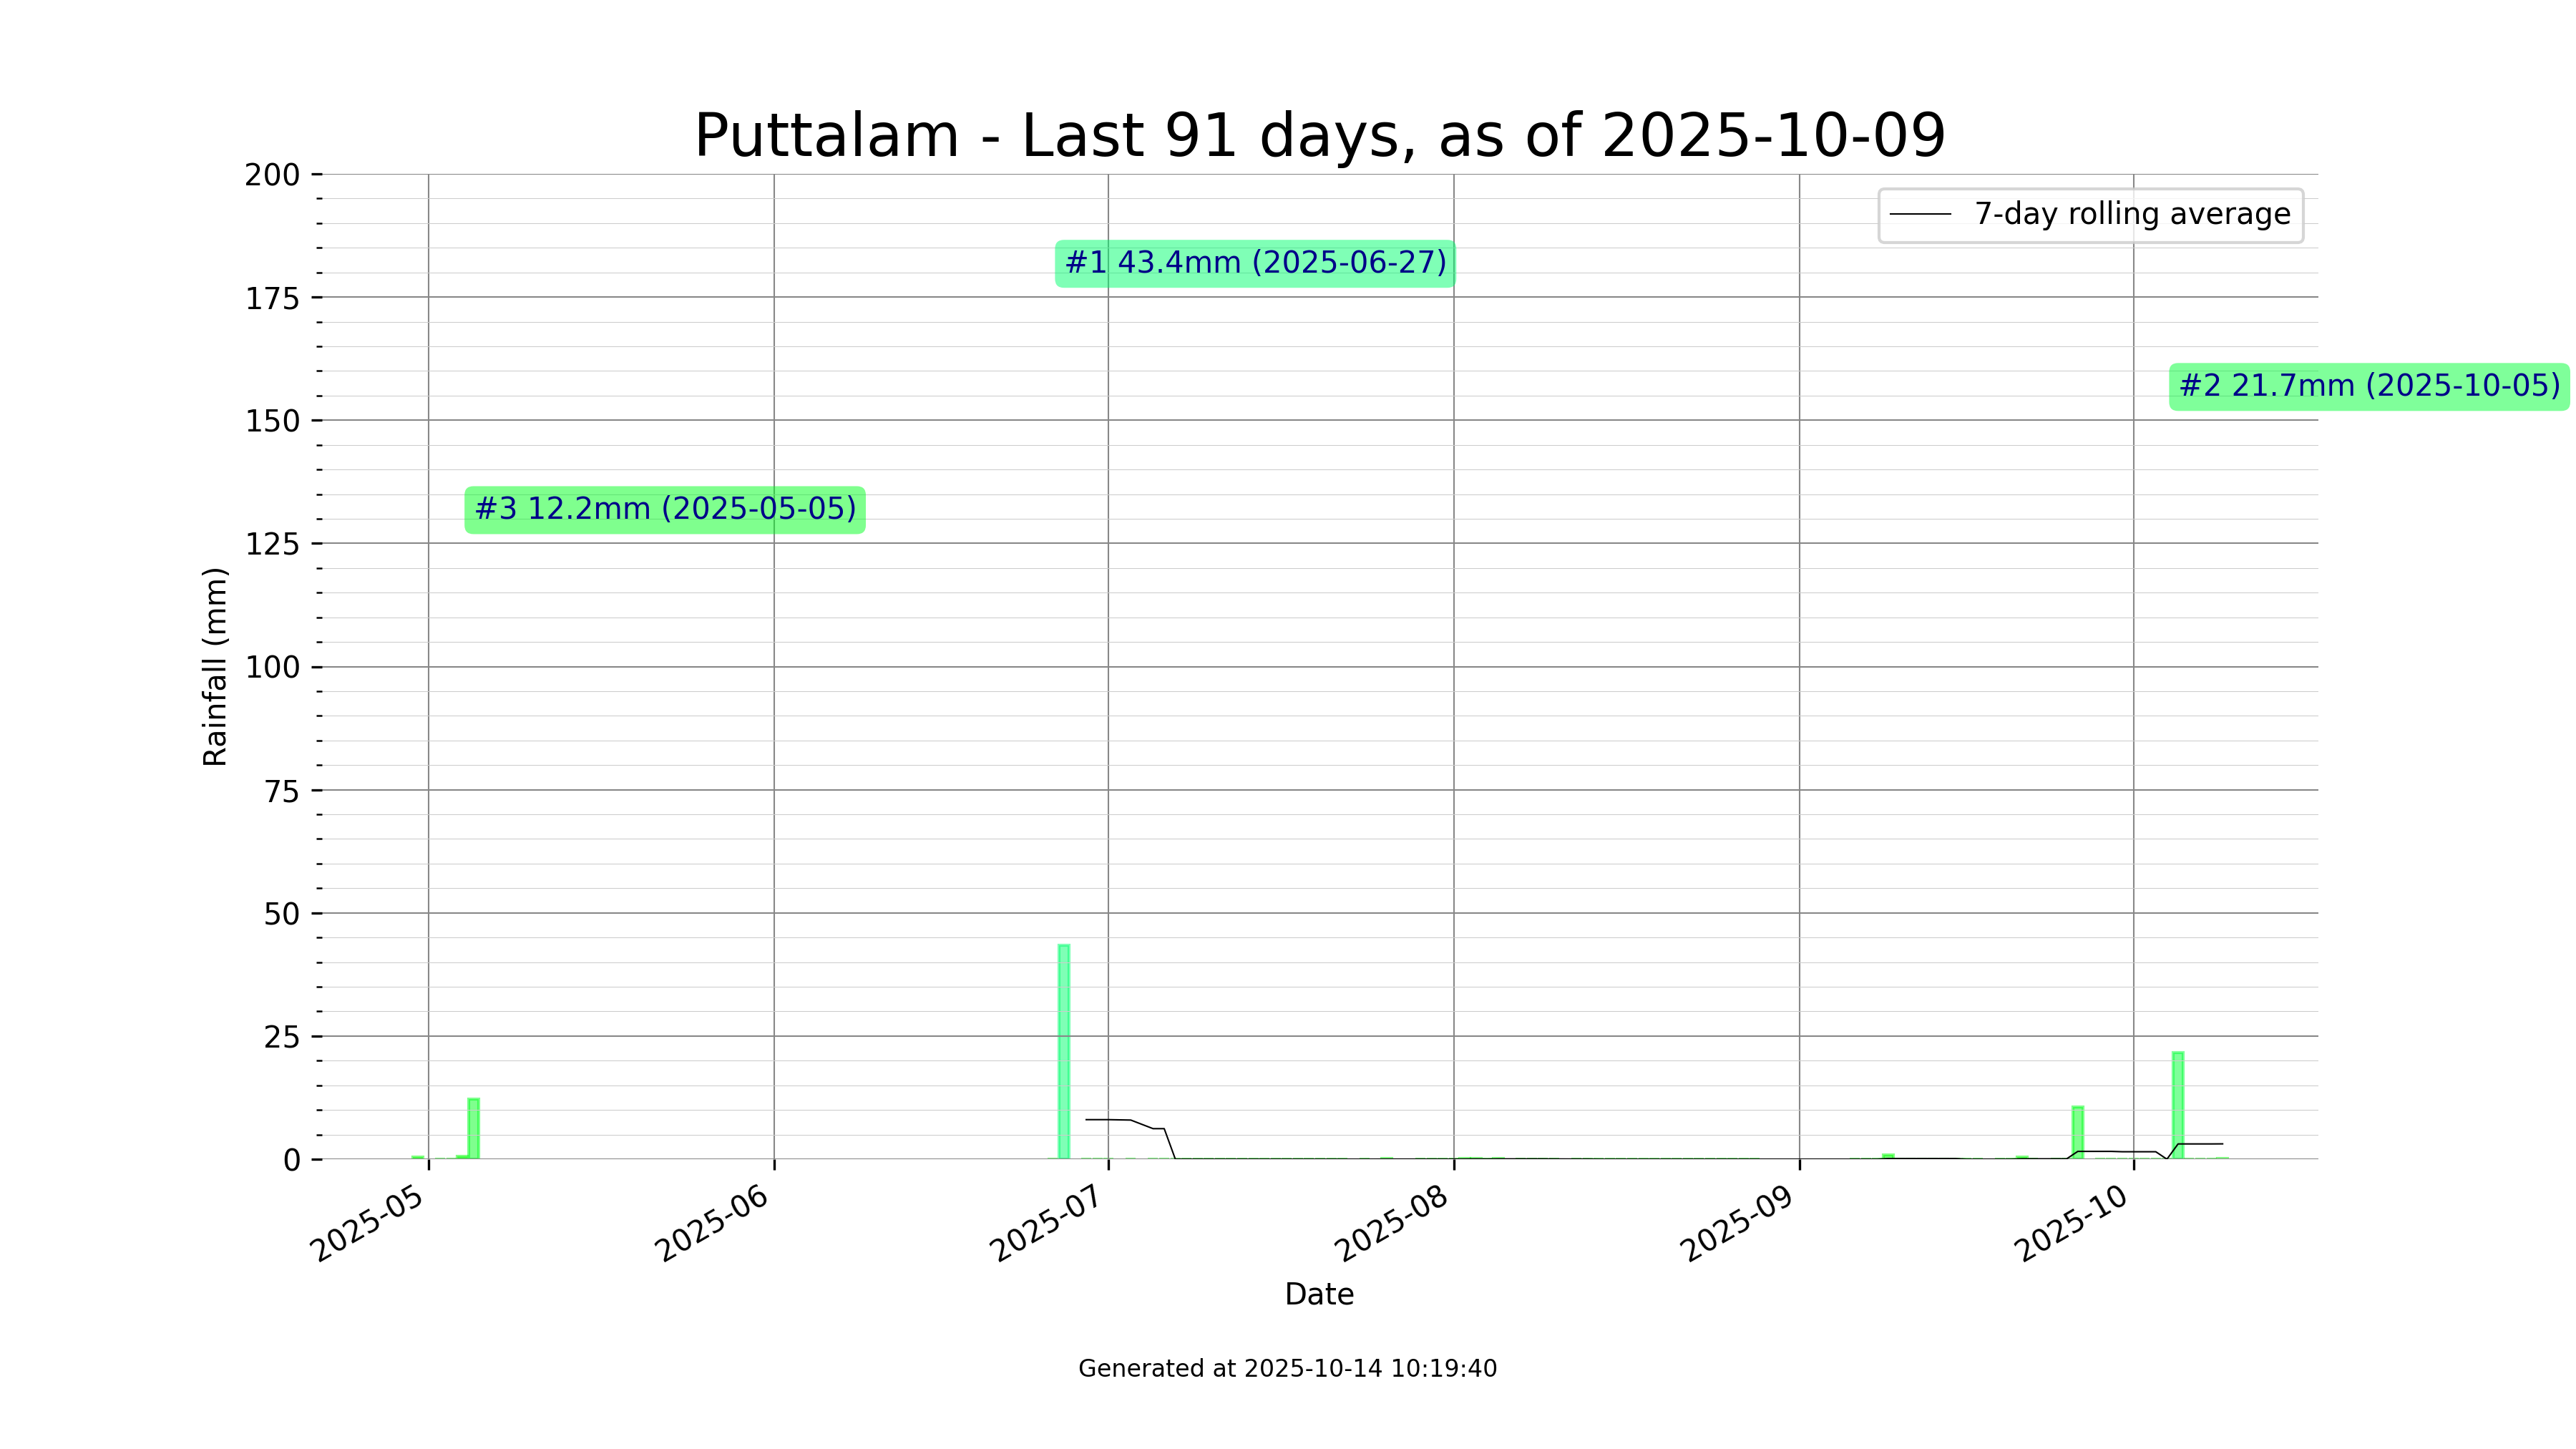 Puttalam - Last 91 days, as of 2025-10-09
200
175
150
125
100
75
50
25
0
Rainfall (mm)
7-day rolling average
#1 43.4mm (2025-06-27)
#2 21.7mm (2025-10-05)
#3 12.2mm (2025-05-05)
2025-05
2025-06
2025-07
2025-08
2025-09
2025-10
Date
Generated at 2025-10-14 10:19:40